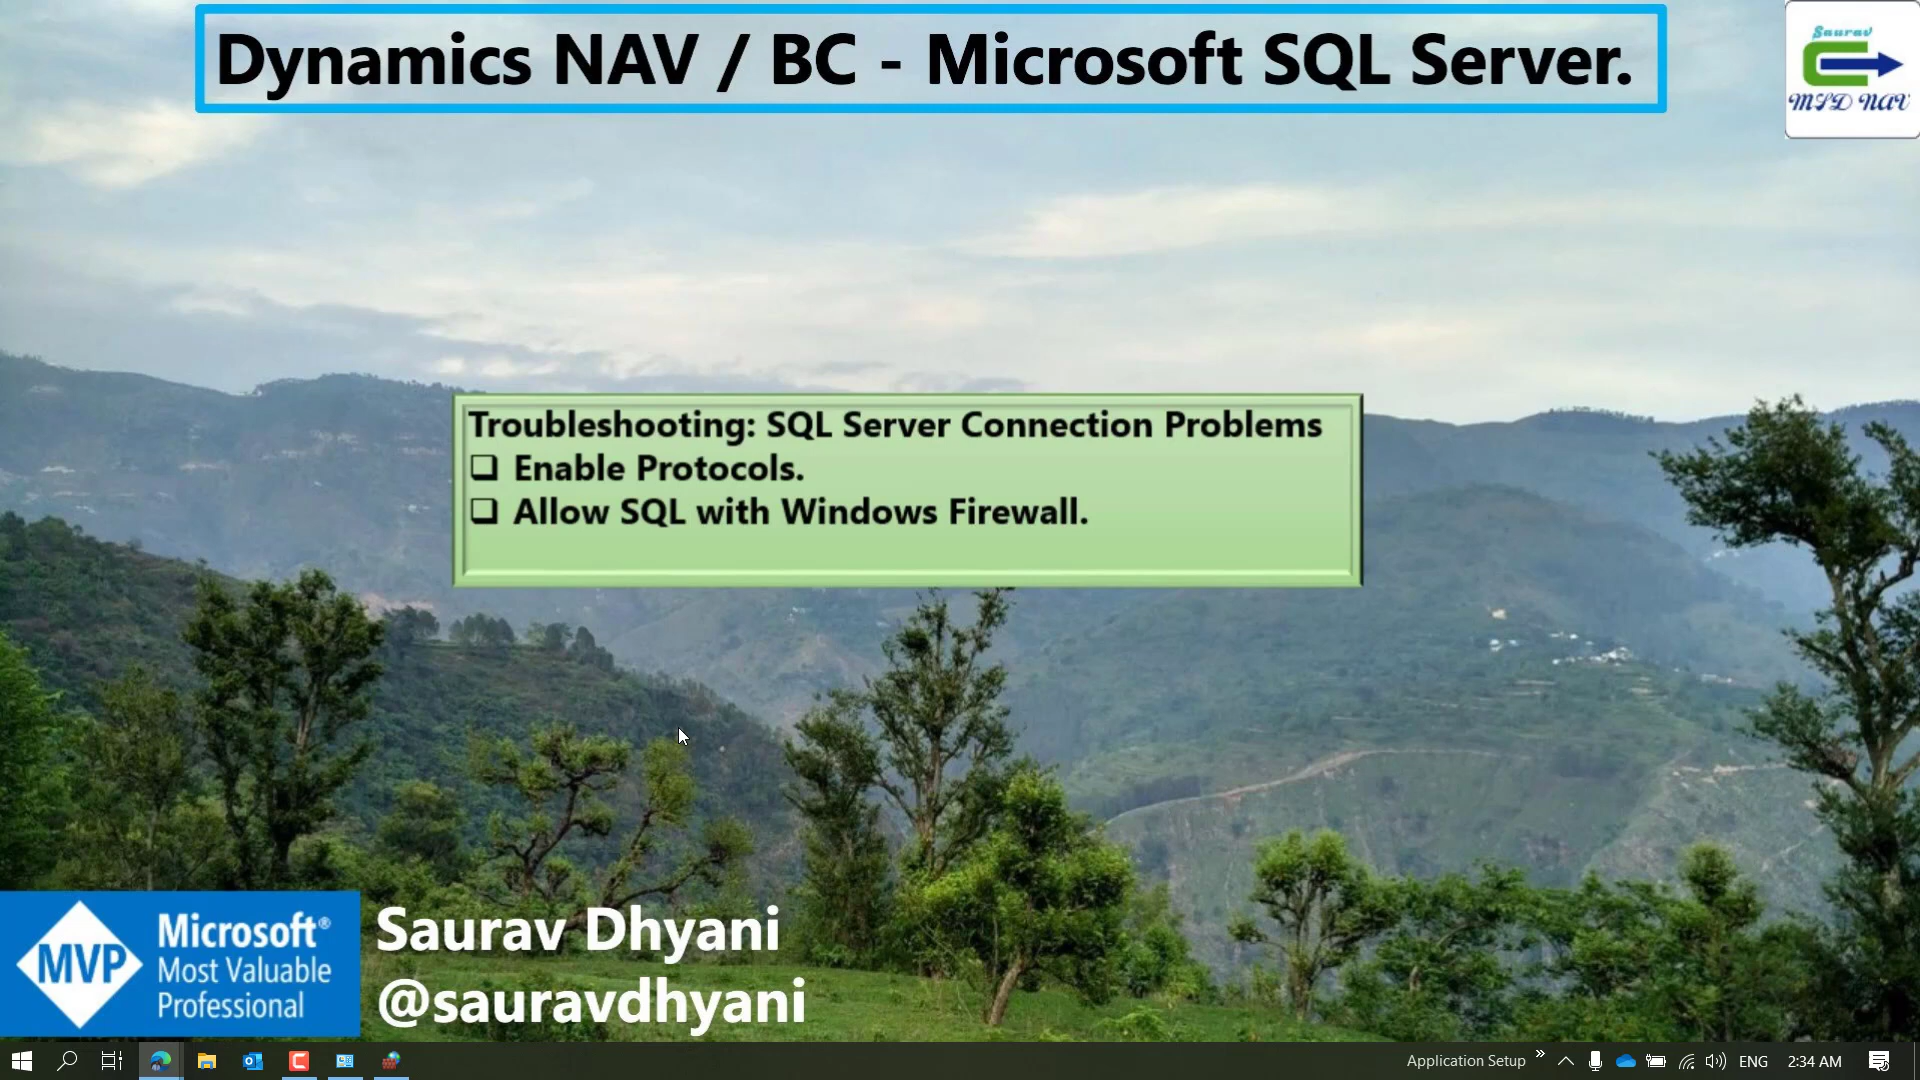 Dynamics NAV / BC - Microsoft SQL Server.
Saurav
MSD NAV
Troubleshooting: SQL Server Connection Problems
❑ Enable Protocols.
❑ Allow SQL with Windows Firewall.
MVP
Microsoft®
Most Valuable
Professional
Saurav Dhyani
@sauravdhyani
Application Setup » ENG 2:34 AM